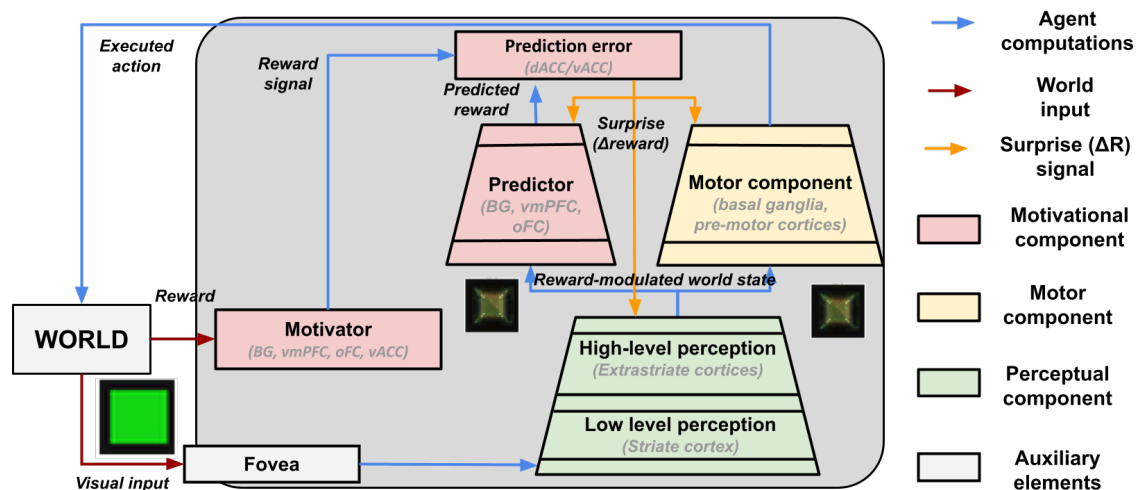 Executed
action
Reward
signal
Prediction error
(dACC/vACC)
Predicted
reward
Surprise
(Δreward)
Predictor
(BG, vmPFC,
oFC)
Motor component
(basal ganglia,
pre-motor cortices)
Reward-modulated world state
Reward
WORLD
Motivator
(BG, vmPFC, oFC, vACC)
High-level perception
(Extrastriate cortices)
Low level perception
(Striate cortex)
Fovea
Visual input
Agent
computations
World
input
Surprise (ΔR)
signal
Motivational
component
Motor
component
Perceptual
component
Auxiliary
elements